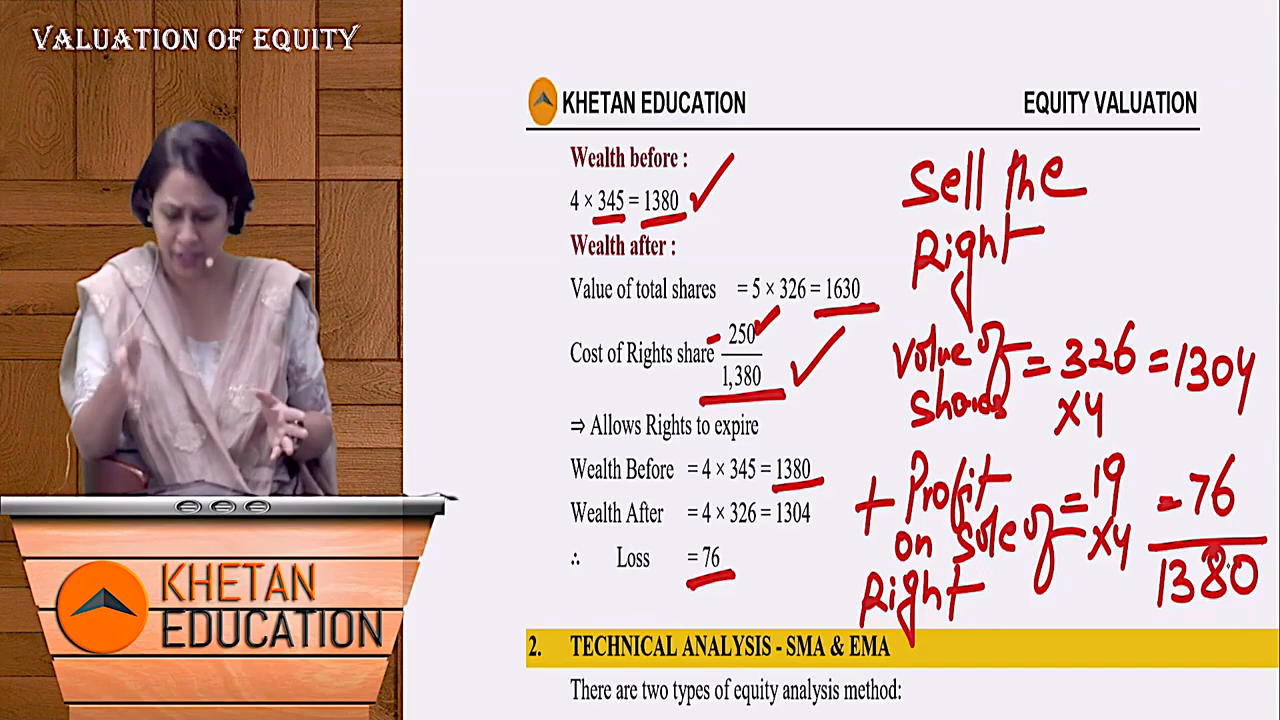 VALUATION OF EQUITY
KHETAN EDUCATION
EQUITY VALUATION
Wealth before :
4 × 345 = 1380
Wealth after :
Value of total shares = 5 × 326 = 1630
Cost of Rights share 250
1,380
⇒ Allows Rights to expire
Wealth Before = 4 × 345 = 1380
Wealth After = 4 × 326 = 1304
∴ Loss = 76
Sell the
Right
Value of
Shares
= 326 = 1304
×4
+ Profit
on Sale of
Right
= 19
×4
= 76
1380
2. TECHNICAL ANALYSIS - SMA & EMA
There are two types of equity analysis method:
KHETAN
EDUCATION